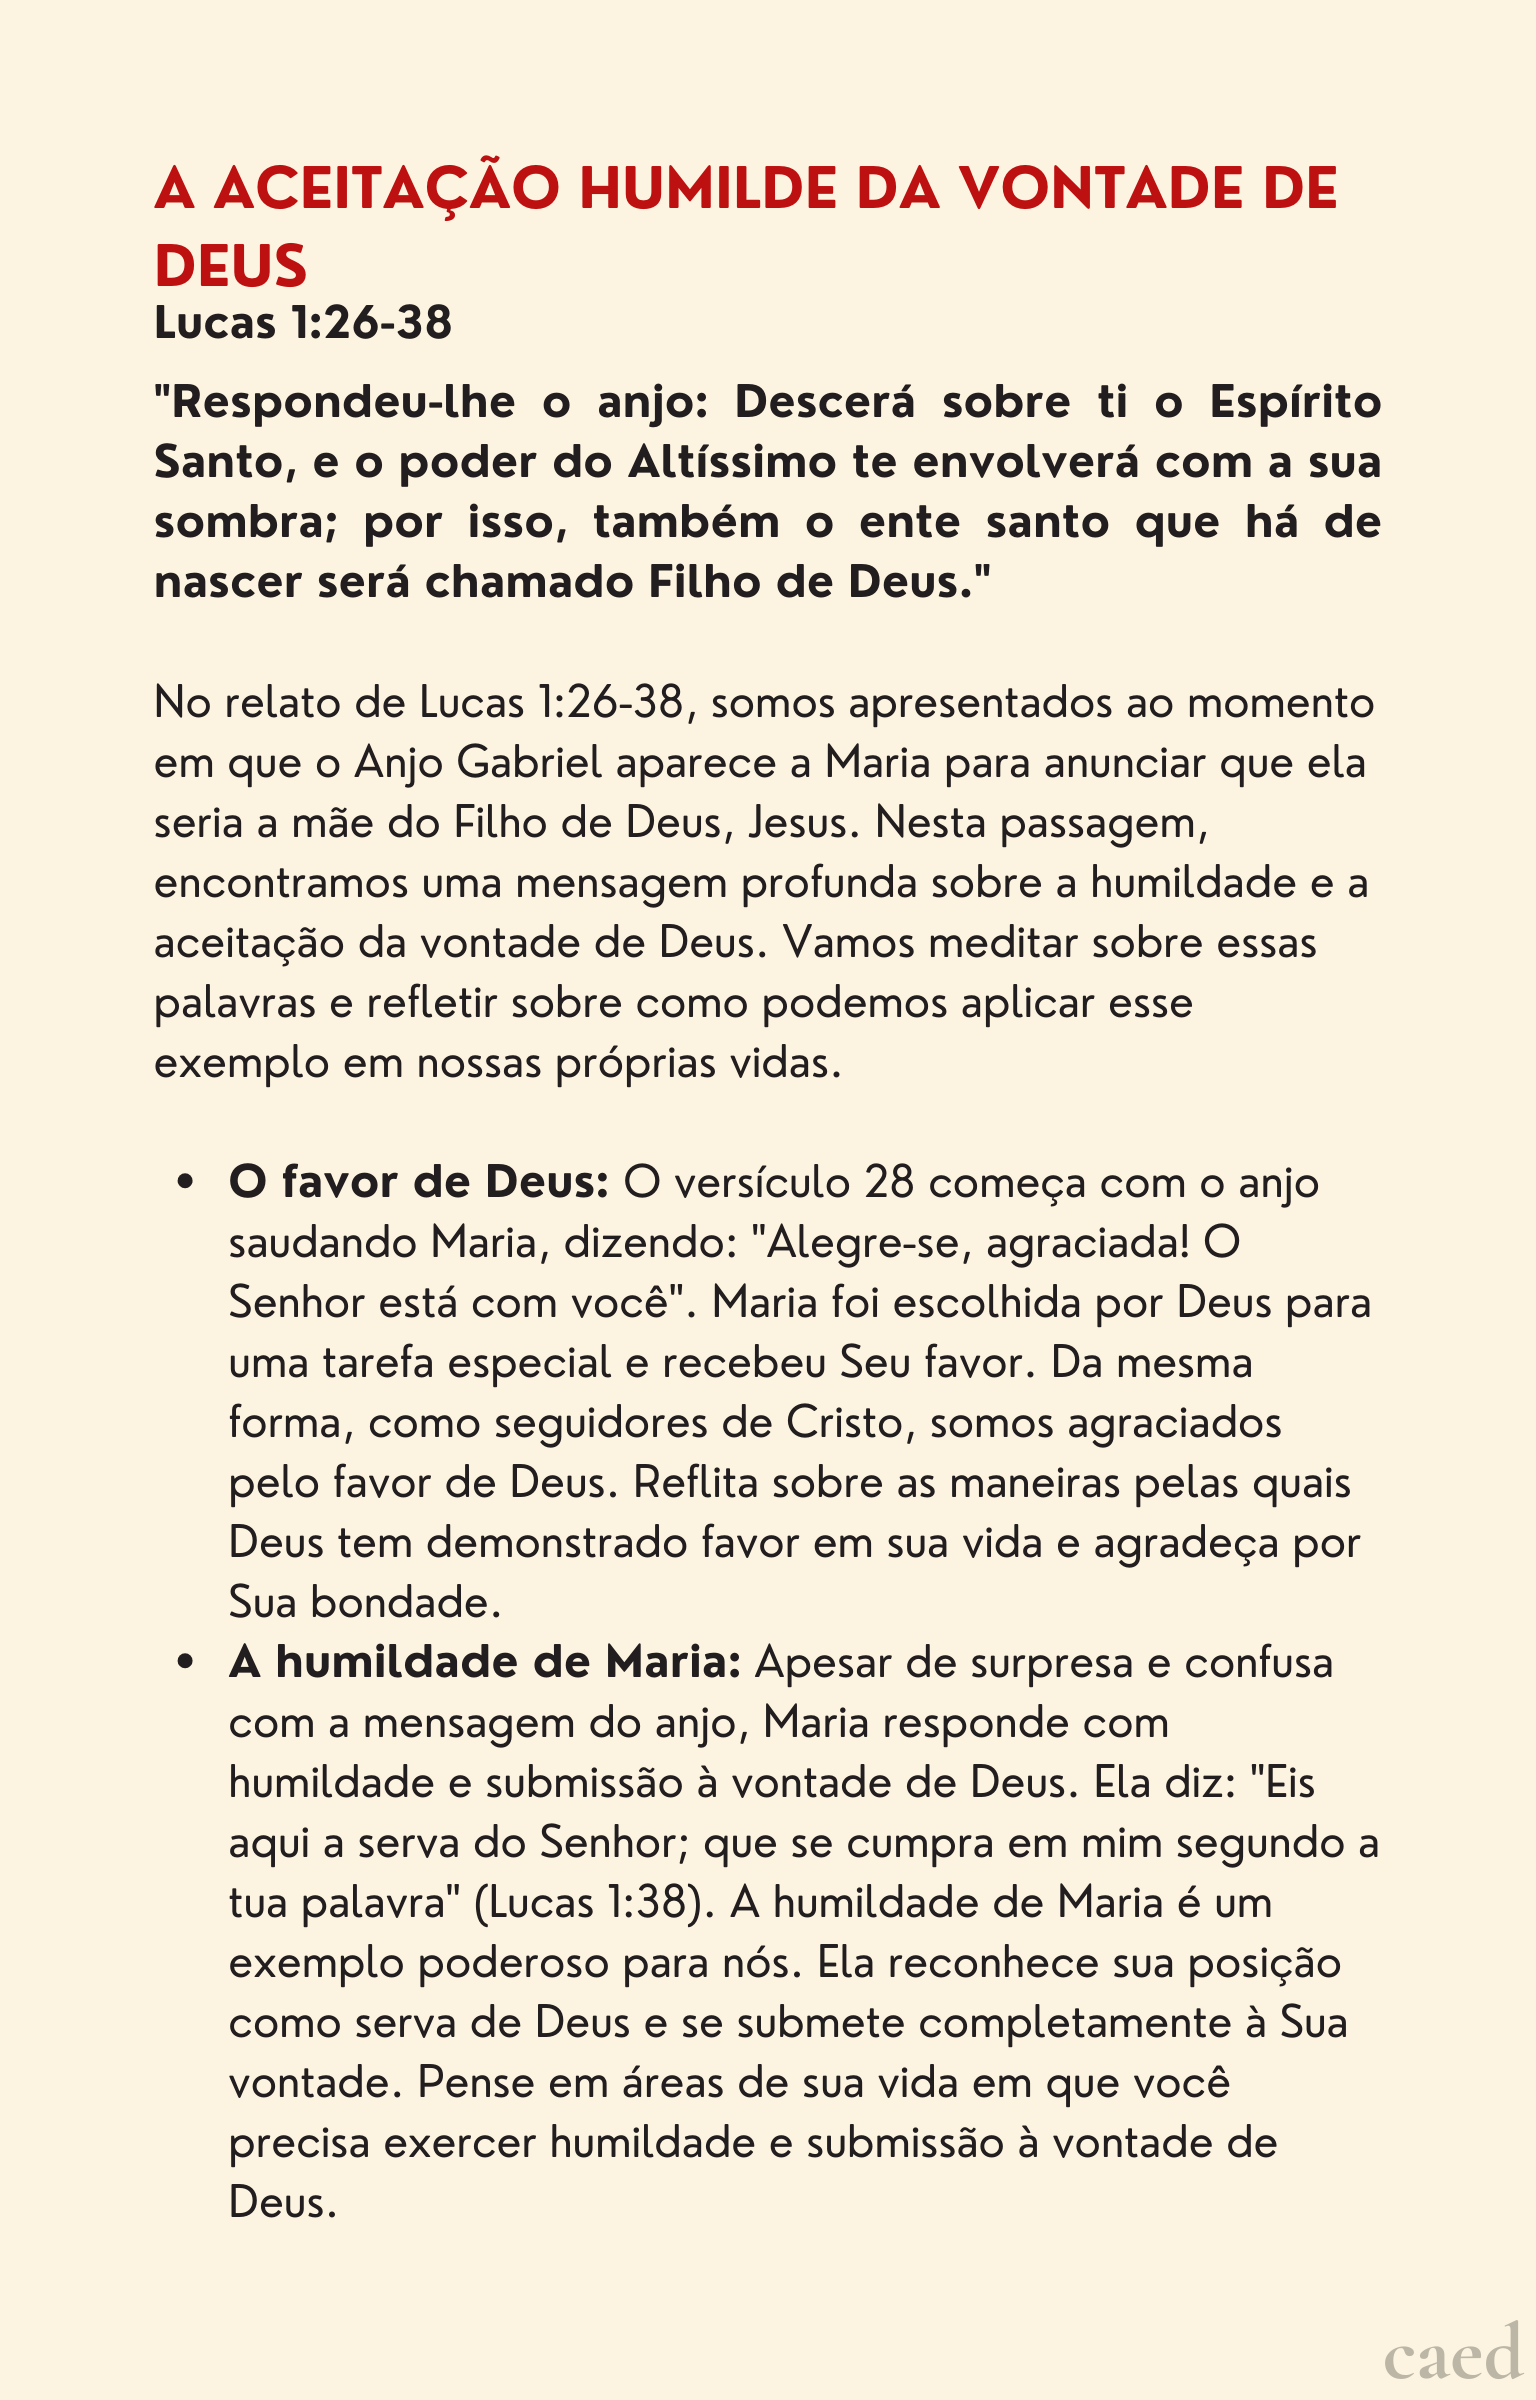 A ACEITAÇÃO HUMILDE DA VONTADE DE
DEUS
Lucas 1:26-38
"Respondeu-lhe o anjo: Descerá sobre ti o Espírito
Santo, e o poder do Altíssimo te envolverá com a sua
sombra; por isso, também o ente santo que há de
nascer será chamado Filho de Deus."
No relato de Lucas 1:26-38, somos apresentados ao momento
em que o Anjo Gabriel aparece a Maria para anunciar que ela
seria a mãe do Filho de Deus, Jesus. Nesta passagem,
encontramos uma mensagem profunda sobre a humildade e a
aceitação da vontade de Deus. Vamos meditar sobre essas
palavras e refletir sobre como podemos aplicar esse
exemplo em nossas próprias vidas.
• O favor de Deus: O versículo 28 começa com o anjo
saudando Maria, dizendo: "Alegre-se, agraciada! O
Senhor está com você". Maria foi escolhida por Deus para
uma tarefa especial e recebeu Seu favor. Da mesma
forma, como seguidores de Cristo, somos agraciados
pelo favor de Deus. Reflita sobre as maneiras pelas quais
Deus tem demonstrado favor em sua vida e agradeça por
Sua bondade.
• A humildade de Maria: Apesar de surpresa e confusa
com a mensagem do anjo, Maria responde com
humildade e submissão à vontade de Deus. Ela diz: "Eis
aqui a serva do Senhor; que se cumpra em mim segundo a
tua palavra" (Lucas 1:38). A humildade de Maria é um
exemplo poderoso para nós. Ela reconhece sua posição
como serva de Deus e se submete completamente à Sua
vontade. Pense em áreas de sua vida em que você
precisa exercer humildade e submissão à vontade de
Deus.
caed